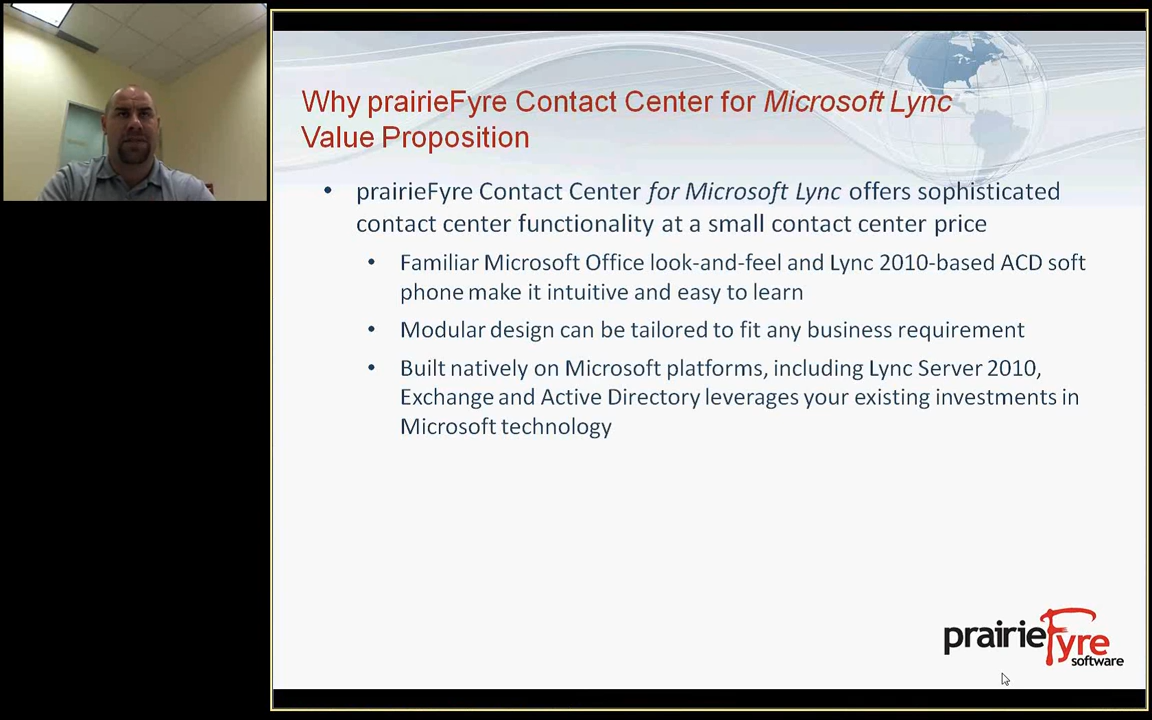 Why prairieFyre Contact Center for Microsoft Lync
Value Proposition
• prairieFyre Contact Center for Microsoft Lync offers sophisticated
contact center functionality at a small contact center price
• Familiar Microsoft Office look-and-feel and Lync 2010-based ACD soft
phone make it intuitive and easy to learn
• Modular design can be tailored to fit any business requirement
• Built natively on Microsoft platforms, including Lync Server 2010,
Exchange and Active Directory leverages your existing investments in
Microsoft technology
prairieFyre
software